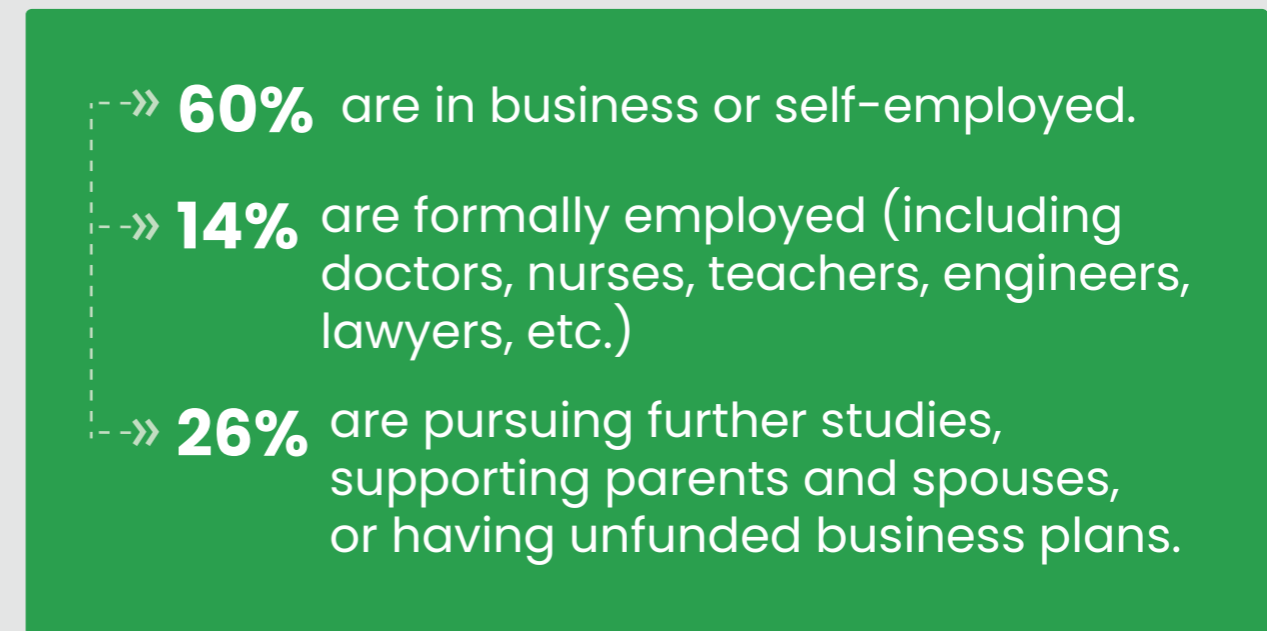 60% are in business or self-employed.
14% are formally employed (including
doctors, nurses, teachers, engineers,
lawyers, etc.)
26% are pursuing further studies,
supporting parents and spouses,
or having unfunded business plans.